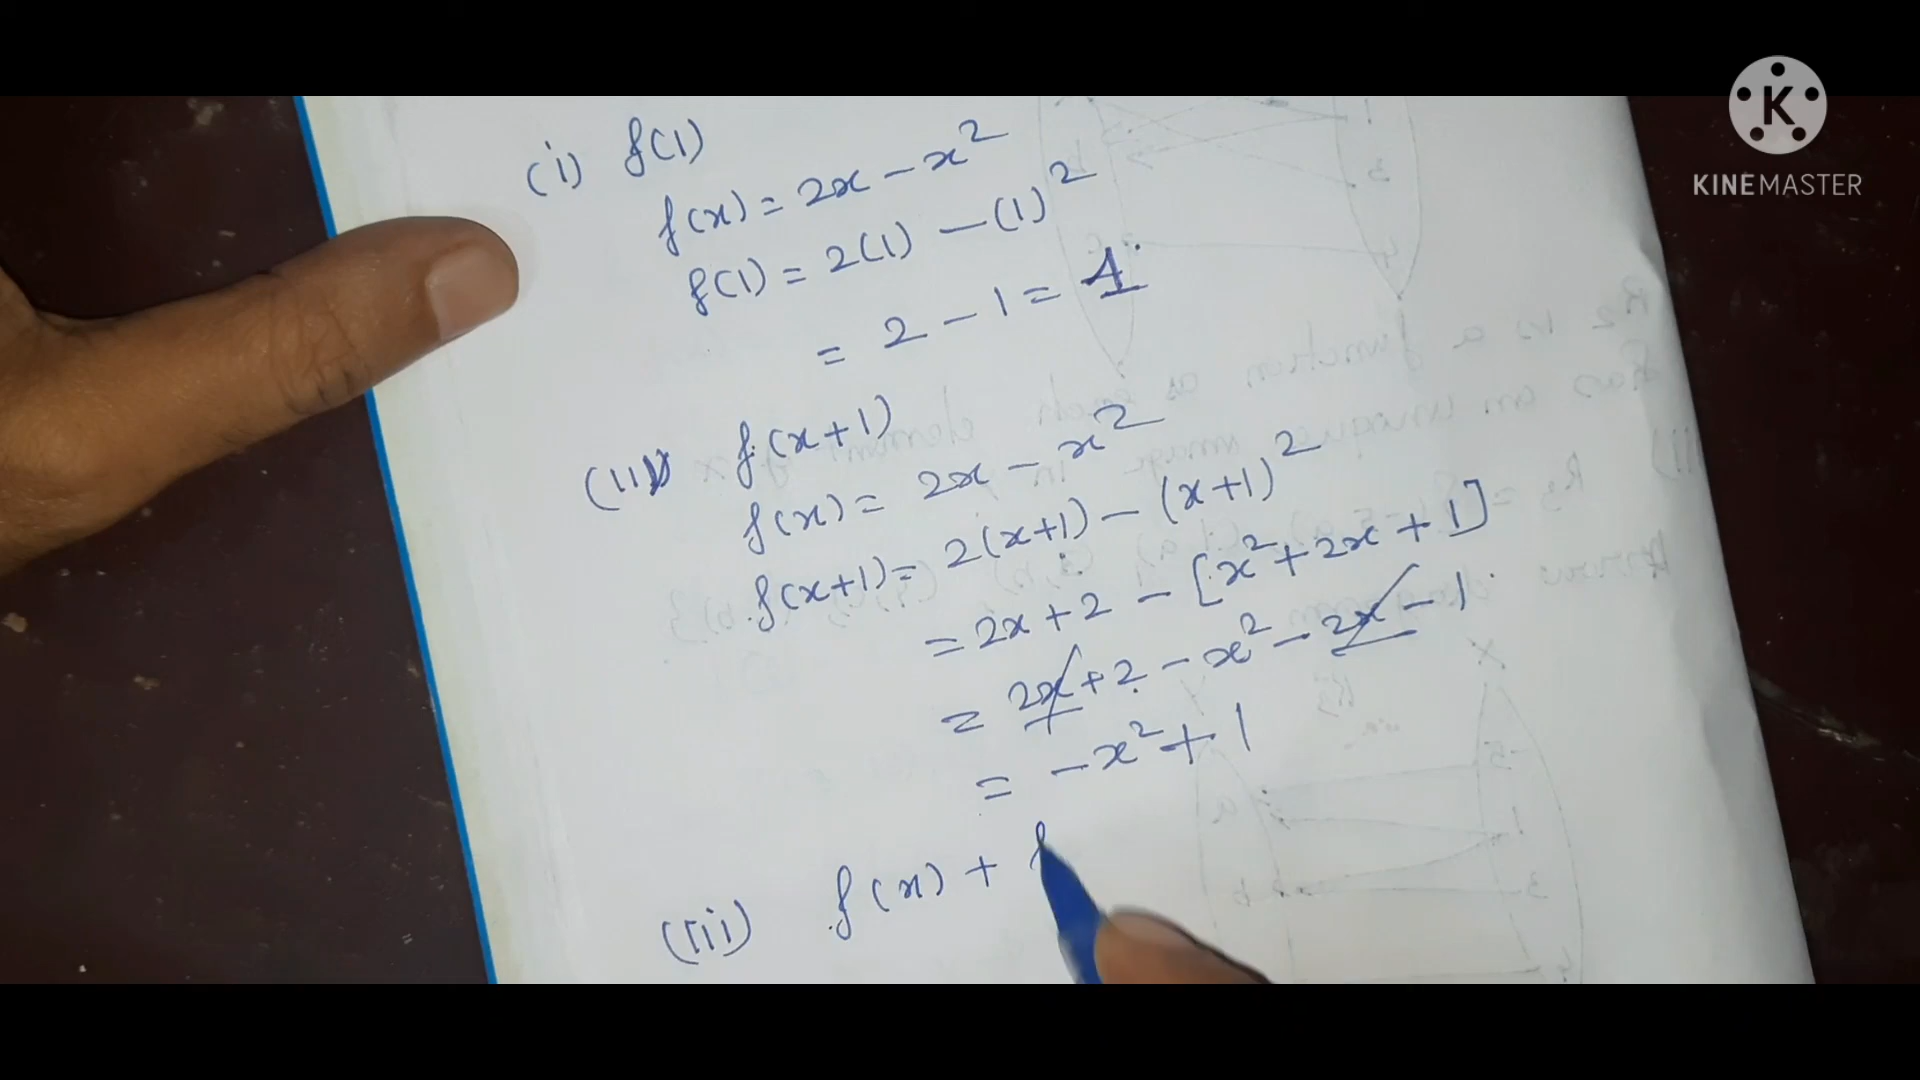 (i) f(1)
f(x) = 2x - x²
f(1) = 2(1) - (1)²
= 2 - 1 = 1
(ii) f(x+1)
f(x) = 2x - x²
f(x+1) = 2(x+1) - (x+1)²
= 2x + 2 - [x² + 2x + 1]
= 2x + 2 - x² - 2x - 1
= -x² + 1
(iii) f(x) + f
KINEMASTER